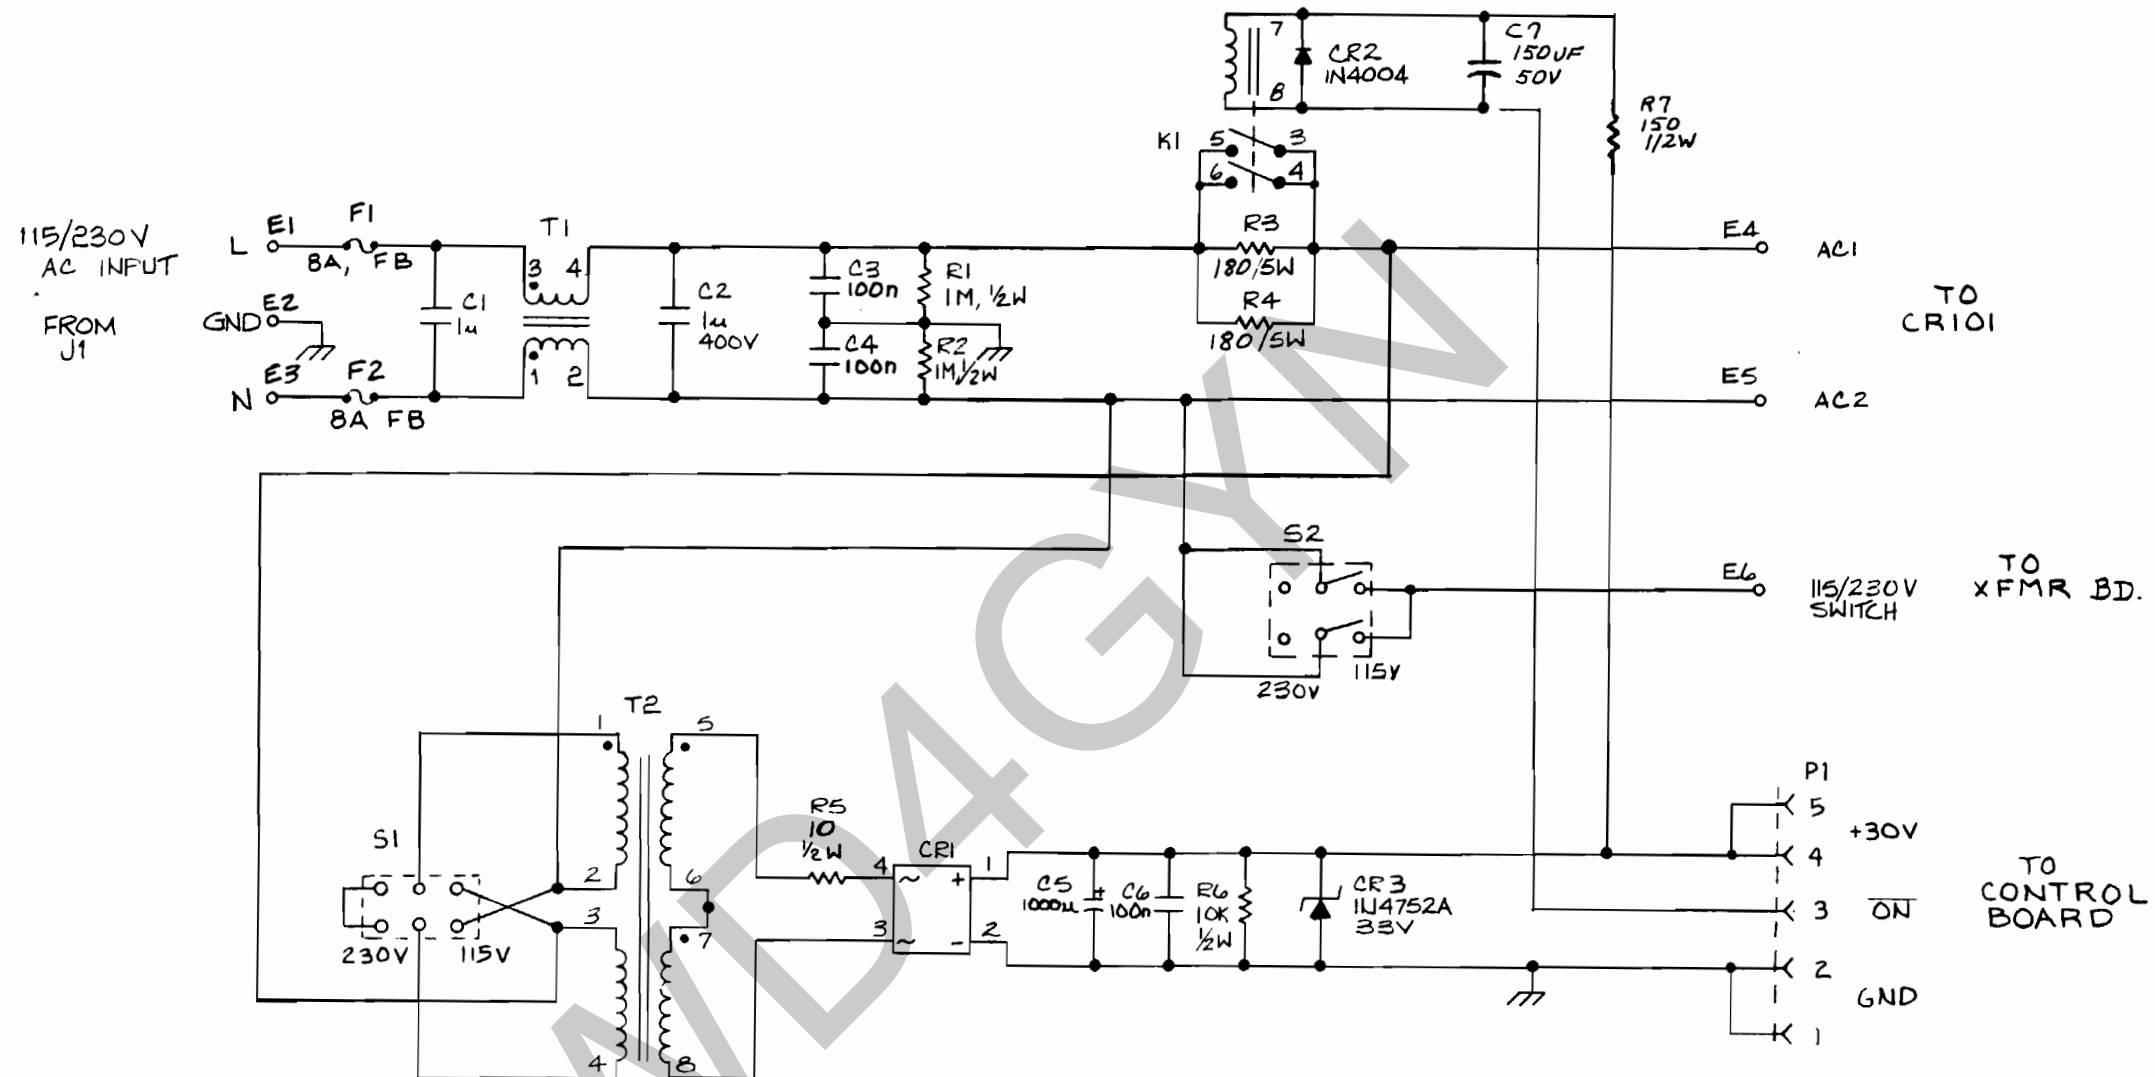 7
CR2
1N4004
8
C7
150UF
50V
R7
150
1/2W
K1
5
3
6
4
115/230V
AC INPUT
FROM
J1
L
E1
F1
8A, FB
GND
E2
N
E3
F2
8A FB
C1
1u
T1
3
4
1
2
C2
1u
400V
C3
100n
C4
100n
R1
1M, ½W
R2
1M,½W
R3
180/5W
R4
180/5W
E4
AC1
TO
CR101
E5
AC2
S2
230V
115V
E6
115/230V
SWITCH
TO
XFMR BD.
T2
1
2
3
4
5
6
7
8
S1
230V
115V
R5
10
½W
CR1
4
~
3
~
+
1
-
2
C5
1000u
+
C6
100n
R6
10K
½W
CR3
1N4752A
33V
P1
5
+30V
4
3
ON
2
GND
1
TO
CONTROL
BOARD
WD4GYN